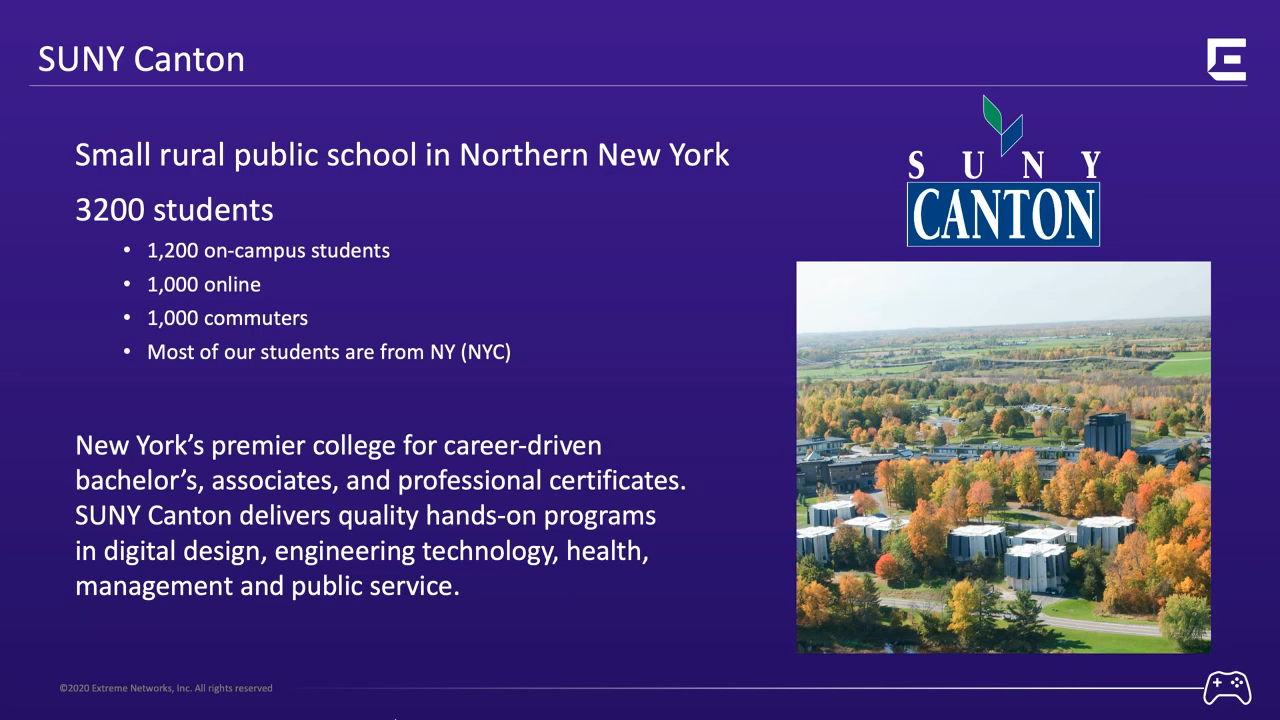 SUNY Canton
Small rural public school in Northern New York
3200 students
• 1,200 on-campus students
• 1,000 online
• 1,000 commuters
• Most of our students are from NY (NYC)
New York’s premier college for career-driven
bachelor’s, associates, and professional certificates.
SUNY Canton delivers quality hands-on programs
in digital design, engineering technology, health,
management and public service.
SUNY
CANTON
©2020 Extreme Networks, Inc. All rights reserved